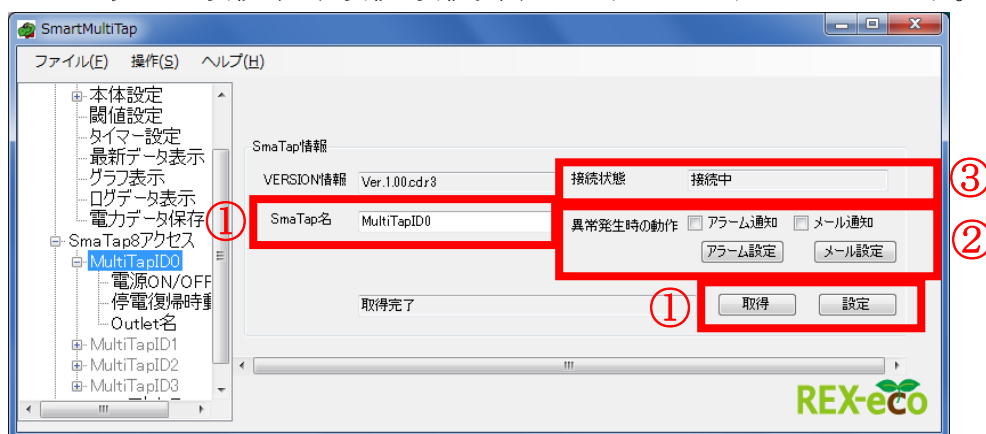 SmartMultiTap
ファイル(F) 操作(S) ヘルプ(H)
本体設定
閾値設定
タイマー設定
最新データ表示
グラフ表示
ログデータ表示
電力データ保存
SmaTap8アクセス
MultiTapID0
電源ON/OFF
停電復帰時
Outlet名
MultiTapID1
MultiTapID2
MultiTapID3
SmaTap情報
VERSION情報 Ver.1.00.cdr3
①
SmaTap名 MultiTapID0
取得完了
接続状態 接続中
③
異常発生時の動作 アラーム通知 メール通知
アラーム設定 メール設定
②
①
取得 設定
REX-eco